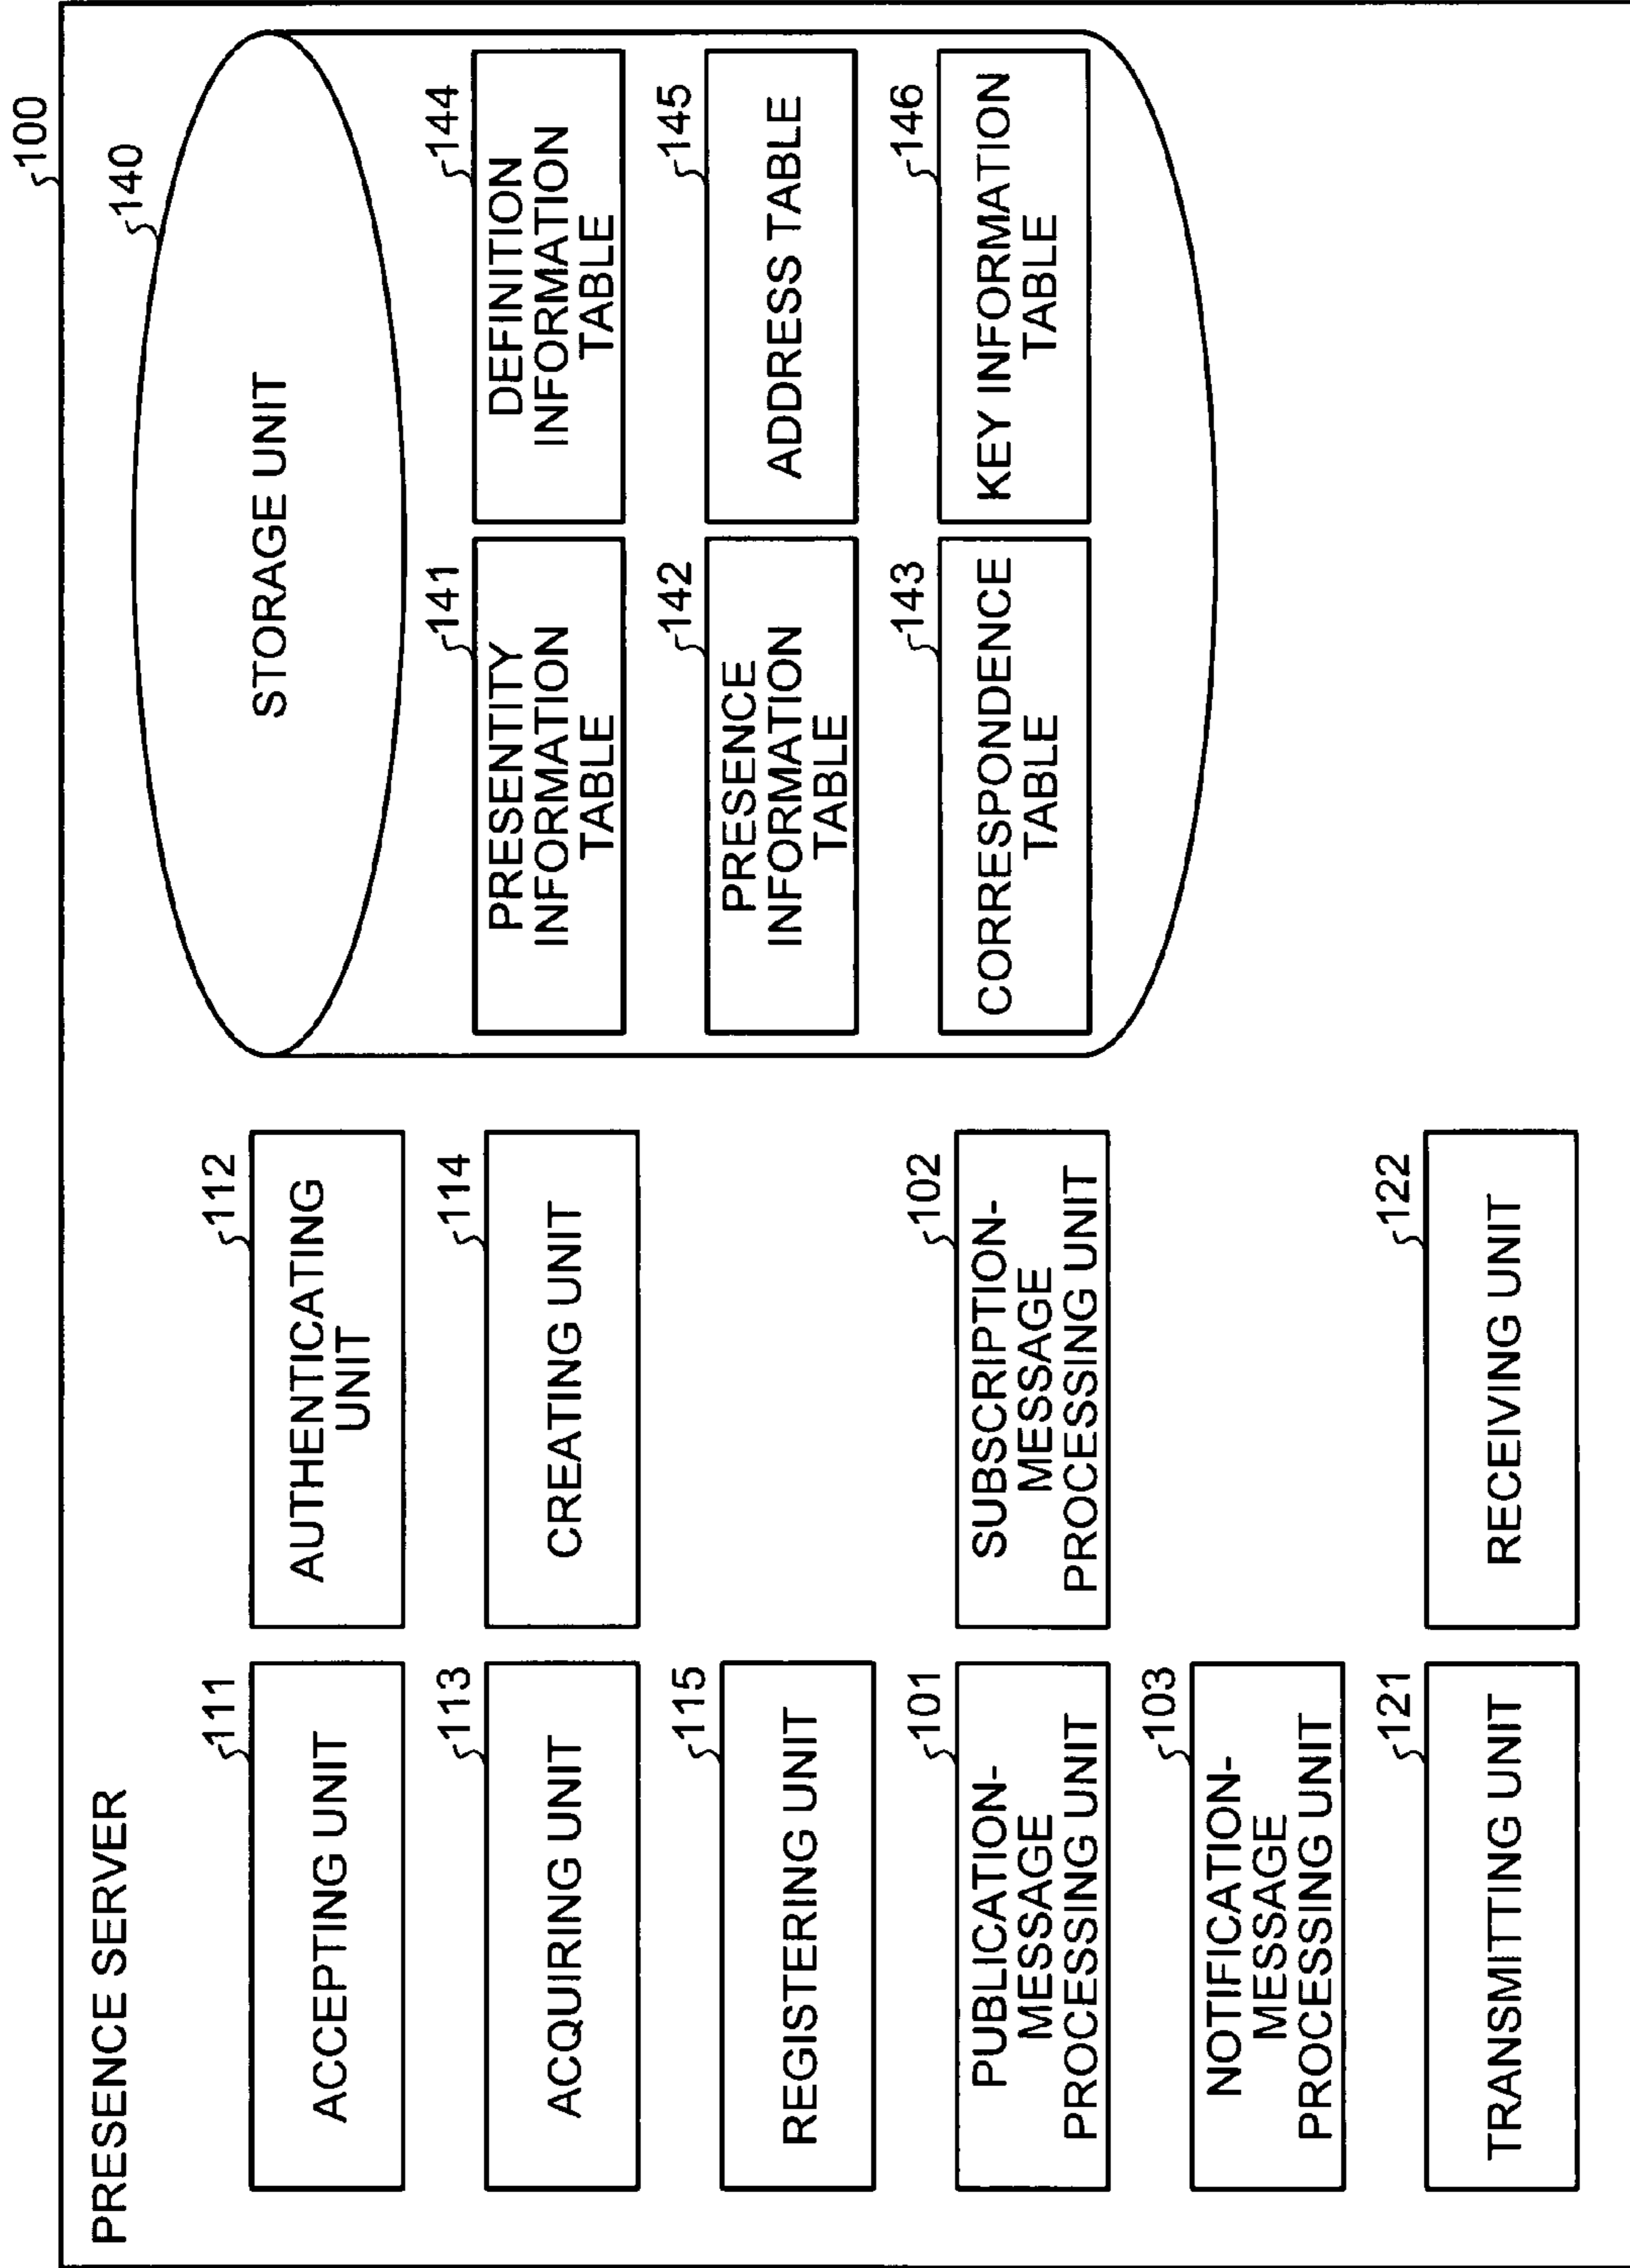 100
PRESENCE SERVER
111
ACCEPTING UNIT
112
AUTHENTICATING
UNIT
113
ACQUIRING UNIT
114
CREATING UNIT
115
REGISTERING UNIT
101
PUBLICATION-
MESSAGE
PROCESSING UNIT
102
SUBSCRIPTION-
MESSAGE
PROCESSING UNIT
103
NOTIFICATION-
MESSAGE
PROCESSING UNIT
121
TRANSMITTING UNIT
122
RECEIVING UNIT
140
STORAGE UNIT
141
PRESENTITY
INFORMATION
TABLE
144
DEFINITION
INFORMATION
TABLE
142
PRESENCE
INFORMATION
TABLE
145
ADDRESS TABLE
143
CORRESPONDENCE
TABLE
146
KEY INFORMATION
TABLE